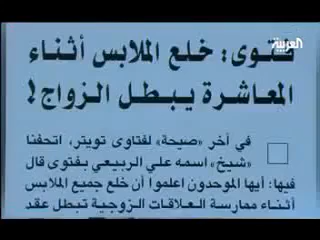 العربية
فتوى: خلع الملابس أثناء
المعاشرة يبطل الزواج!
في آخر «صيحة» لفتاوى تويتر، اتحفنا
«شيخ» اسمه علي الربيعي بفتوى قال
فيها: أيها الموحدون اعلموا أن خلع جميع الملابس
أثناء ممارسة العلاقات الزوجية تبطل عقد